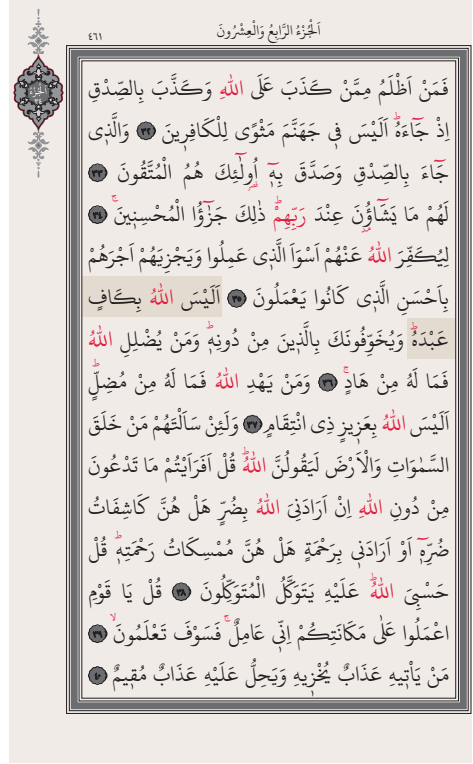 اَلْجُزْءُ الرَّابِعُ وَالْعِشْرُونَ
٤٦١
اَلْجُزْءُ
٢٤
فَمَنْ اَظْلَمُ مِمَّنْ كَذَبَ عَلَى اللّٰهِ وَكَذَّبَ بِالصِّدْقِ
اِذْ جَٓاءَهُۜ اَلَيْسَ ف۪ي جَهَنَّمَ مَثْوًى لِلْكَافِر۪ينَ ﴿٣٢﴾ وَالَّذ۪ي
جَٓاءَ بِالصِّدْقِ وَصَدَّقَ بِه۪ٓ اُو۬لٰٓئِكَ هُمُ الْمُتَّقُونَ ﴿٣٣﴾
لَهُمْ مَا يَشَٓاؤُ۫نَ عِنْدَ رَبِّهِمْۜ ذٰلِكَ جَزٰٓؤُا الْمُحْسِن۪ينَۚ ﴿٣٤﴾
لِيُكَفِّرَ اللّٰهُ عَنْهُمْ اَسْوَاَ الَّذ۪ي عَمِلُوا وَيَجْزِيَهُمْ اَجْرَهُمْ
بِاَحْسَنِ الَّذ۪ي كَانُوا يَعْمَلُونَ ﴿٣٥﴾ اَلَيْسَ اللّٰهُ بِكَافٍ
عَبْدَهُۜ وَيُخَوِّفُونَكَ بِالَّذ۪ينَ مِنْ دُونِه۪ۜ وَمَنْ يُضْلِلِ اللّٰهُ
فَمَا لَهُ مِنْ هَادٍۚ ﴿٣٦﴾ وَمَنْ يَهْدِ اللّٰهُ فَمَا لَهُ مِنْ مُضِلٍّۜ
اَلَيْسَ اللّٰهُ بِعَز۪يزٍ ذِي انْتِقَامٍ ﴿٣٧﴾ وَلَئِنْ سَاَلْتَهُمْ مَنْ خَلَقَ
السَّمٰوَاتِ وَالْاَرْضَ لَيَقُولُنَّ اللّٰهُۜ قُلْ اَفَرَاَيْتُمْ مَا تَدْعُونَ
مِنْ دُونِ اللّٰهِ اِنْ اَرَادَنِيَ اللّٰهُ بِضُرٍّ هَلْ هُنَّ كَاشِفَاتُ
ضُرِّه۪ٓ اَوْ اَرَادَن۪ي بِرَحْمَةٍ هَلْ هُنَّ مُمْسِكَاتُ رَحْمَتِه۪ۜ قُلْ
حَسْبِيَ اللّٰهُۜ عَلَيْهِ يَتَوَكَّلُ الْمُتَوَكِّلُونَ ﴿٣٨﴾ قُلْ يَا قَوْمِ
اعْمَلُوا عَلٰى مَكَانَتِكُمْ اِنّ۪ي عَامِلٌۚ فَسَوْفَ تَعْلَمُونَۙ ﴿٣٩﴾
مَنْ يَأْت۪يهِ عَذَابٌ يُخْز۪يهِ وَيَحِلُّ عَلَيْهِ عَذَابٌ مُق۪يمٌ ﴿٤٠﴾